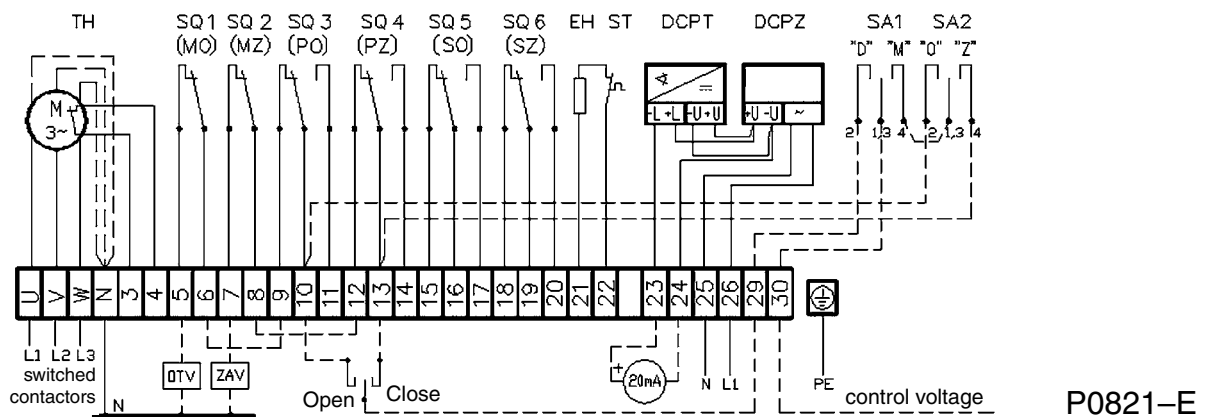 TH SQ 1 SQ 2 SQ 3 SQ 4 SQ 5 SQ 6 EH ST DCPT DCPZ SA1 SA2
(MO) (MZ) (PO) (PZ) (SO) (SZ) "D" "M" "O" "Z"
M
3~
-L +L -U +U +U -U ~
2 1,3 4 2 1,3 4
U V W N 3 4 5 6 7 8 9 10 11 12 13 14 15 16 17 18 19 20 21 22 23 24 25 26 29 30
L1 L2 L3
switched
contactors
N
OTV ZAV
Open Close
+
20mA
N L1
PE
control voltage
P0821–E